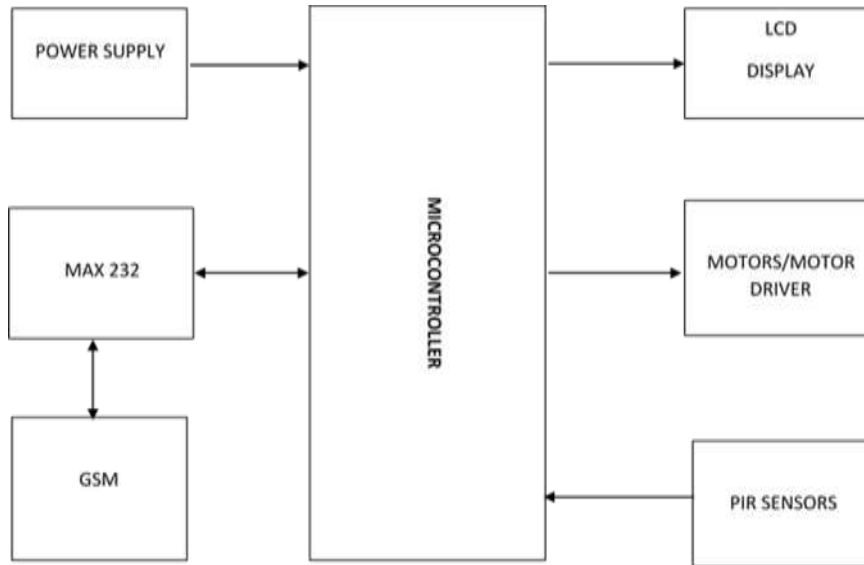 POWER SUPPLY
LCD
DISPLAY
MAX 232
MICROCONTROLLER
MOTORS/MOTOR
DRIVER
GSM
PIR SENSORS